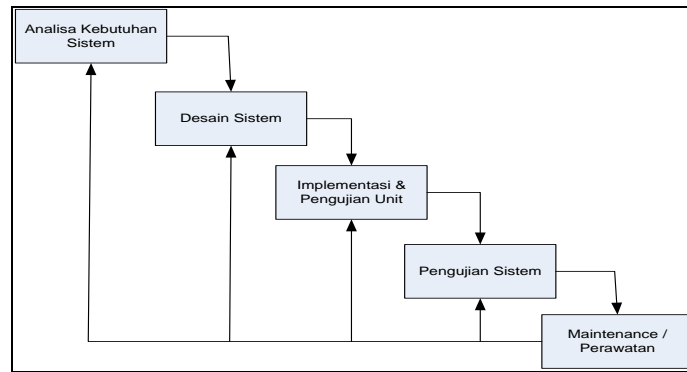 Analisa Kebutuhan
Sistem
Desain Sistem
Implementasi &
Pengujian Unit
Pengujian Sistem
Maintenance /
Perawatan